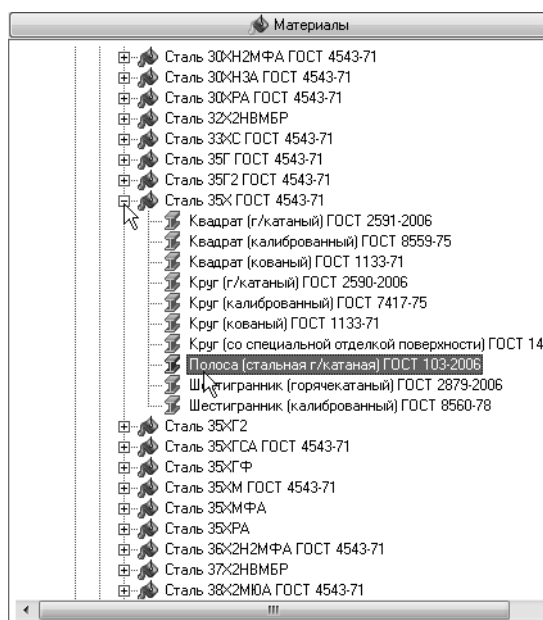 Материалы
Сталь 30ХН2МФА ГОСТ 4543-71
Сталь 30ХН3А ГОСТ 4543-71
Сталь 30ХРА ГОСТ 4543-71
Сталь 32Х2НВМБР
Сталь 33ХС ГОСТ 4543-71
Сталь 35Г ГОСТ 4543-71
Сталь 35Г2 ГОСТ 4543-71
Сталь 35Х ГОСТ 4543-71
Квадрат (г/катаный) ГОСТ 2591-2006
Квадрат (калиброванный) ГОСТ 8559-75
Квадрат (кованый) ГОСТ 1133-71
Круг (г/катаный) ГОСТ 2590-2006
Круг (калиброванный) ГОСТ 7417-75
Круг (кованый) ГОСТ 1133-71
Круг (со специальной отделкой поверхности) ГОСТ 14
Полоса (стальная г/катаная) ГОСТ 103-2006
Шестигранник (горячекатаный) ГОСТ 2879-2006
Шестигранник (калиброванный) ГОСТ 8560-78
Сталь 35ХГ2
Сталь 35ХГСА ГОСТ 4543-71
Сталь 35ХГФ
Сталь 35ХМ ГОСТ 4543-71
Сталь 35ХМФА
Сталь 35ХРА
Сталь 36Х2Н2МФА ГОСТ 4543-71
Сталь 37Х2НВМБР
Сталь 38Х2МЮА ГОСТ 4543-71